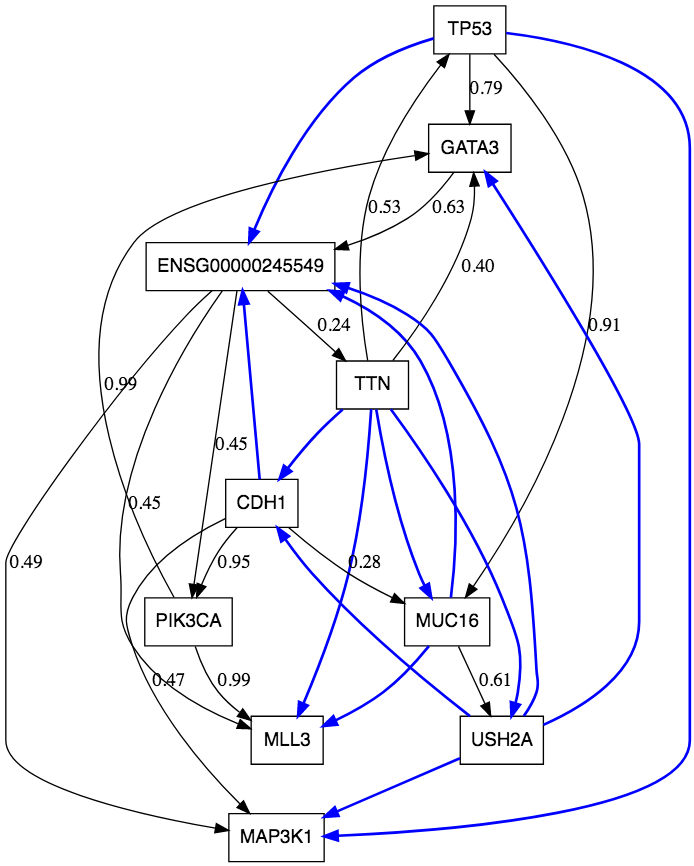 TP53
0.79
GATA3
0.53
0.63
ENSG00000245549
0.40
0.24
0.91
TTN
0.99
0.45
CDH1
0.45
0.49
0.95
0.28
PIK3CA
MUC16
0.47
0.99
0.61
MLL3
USH2A
MAP3K1